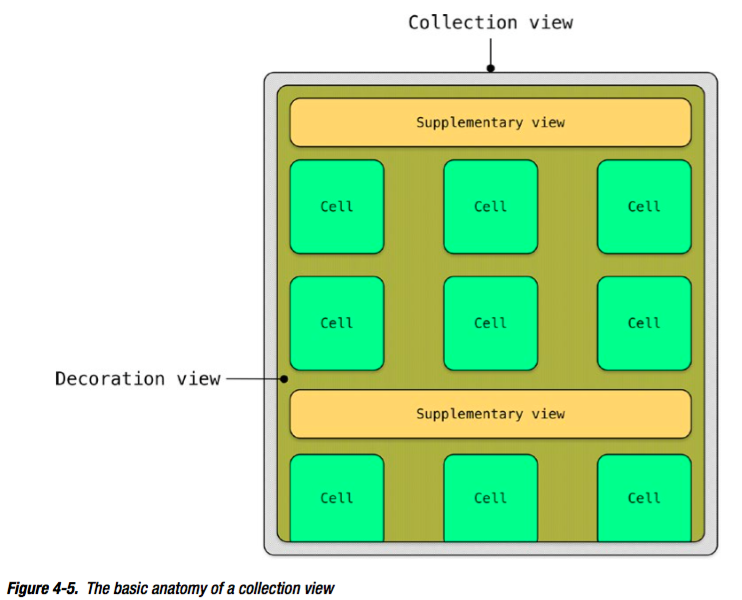 Collection view
Supplementary view
Cell Cell Cell
Cell Cell Cell
Decoration view
Supplementary view
Cell Cell Cell
Figure 4-5. The basic anatomy of a collection view